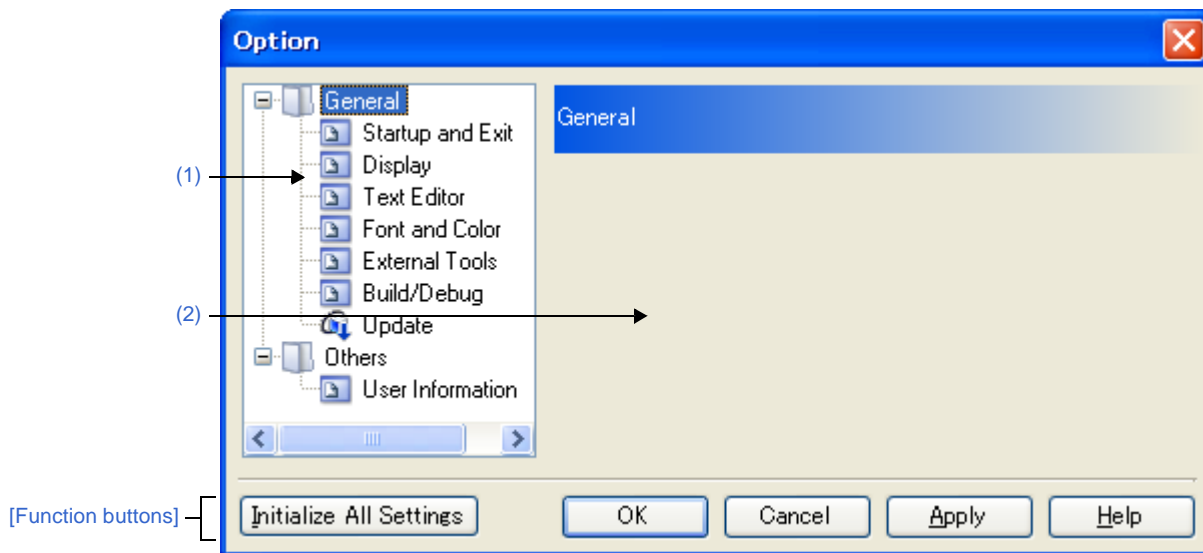 Option
General
General
Startup and Exit
(1)
Display
Text Editor
Font and Color
External Tools
Build/Debug
(2)
Update
Others
User Information
[Function buttons]
Initialize All Settings
OK
Cancel
Apply
Help